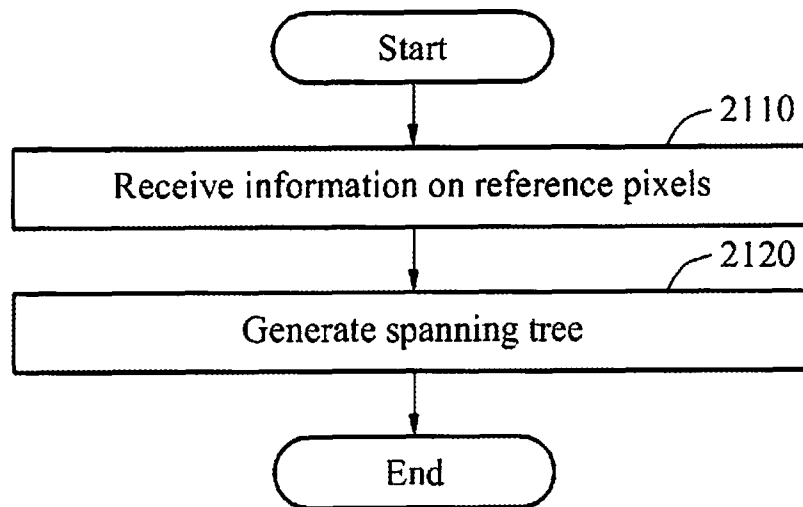 Start
2110
Receive information on reference pixels
2120
Generate spanning tree
End